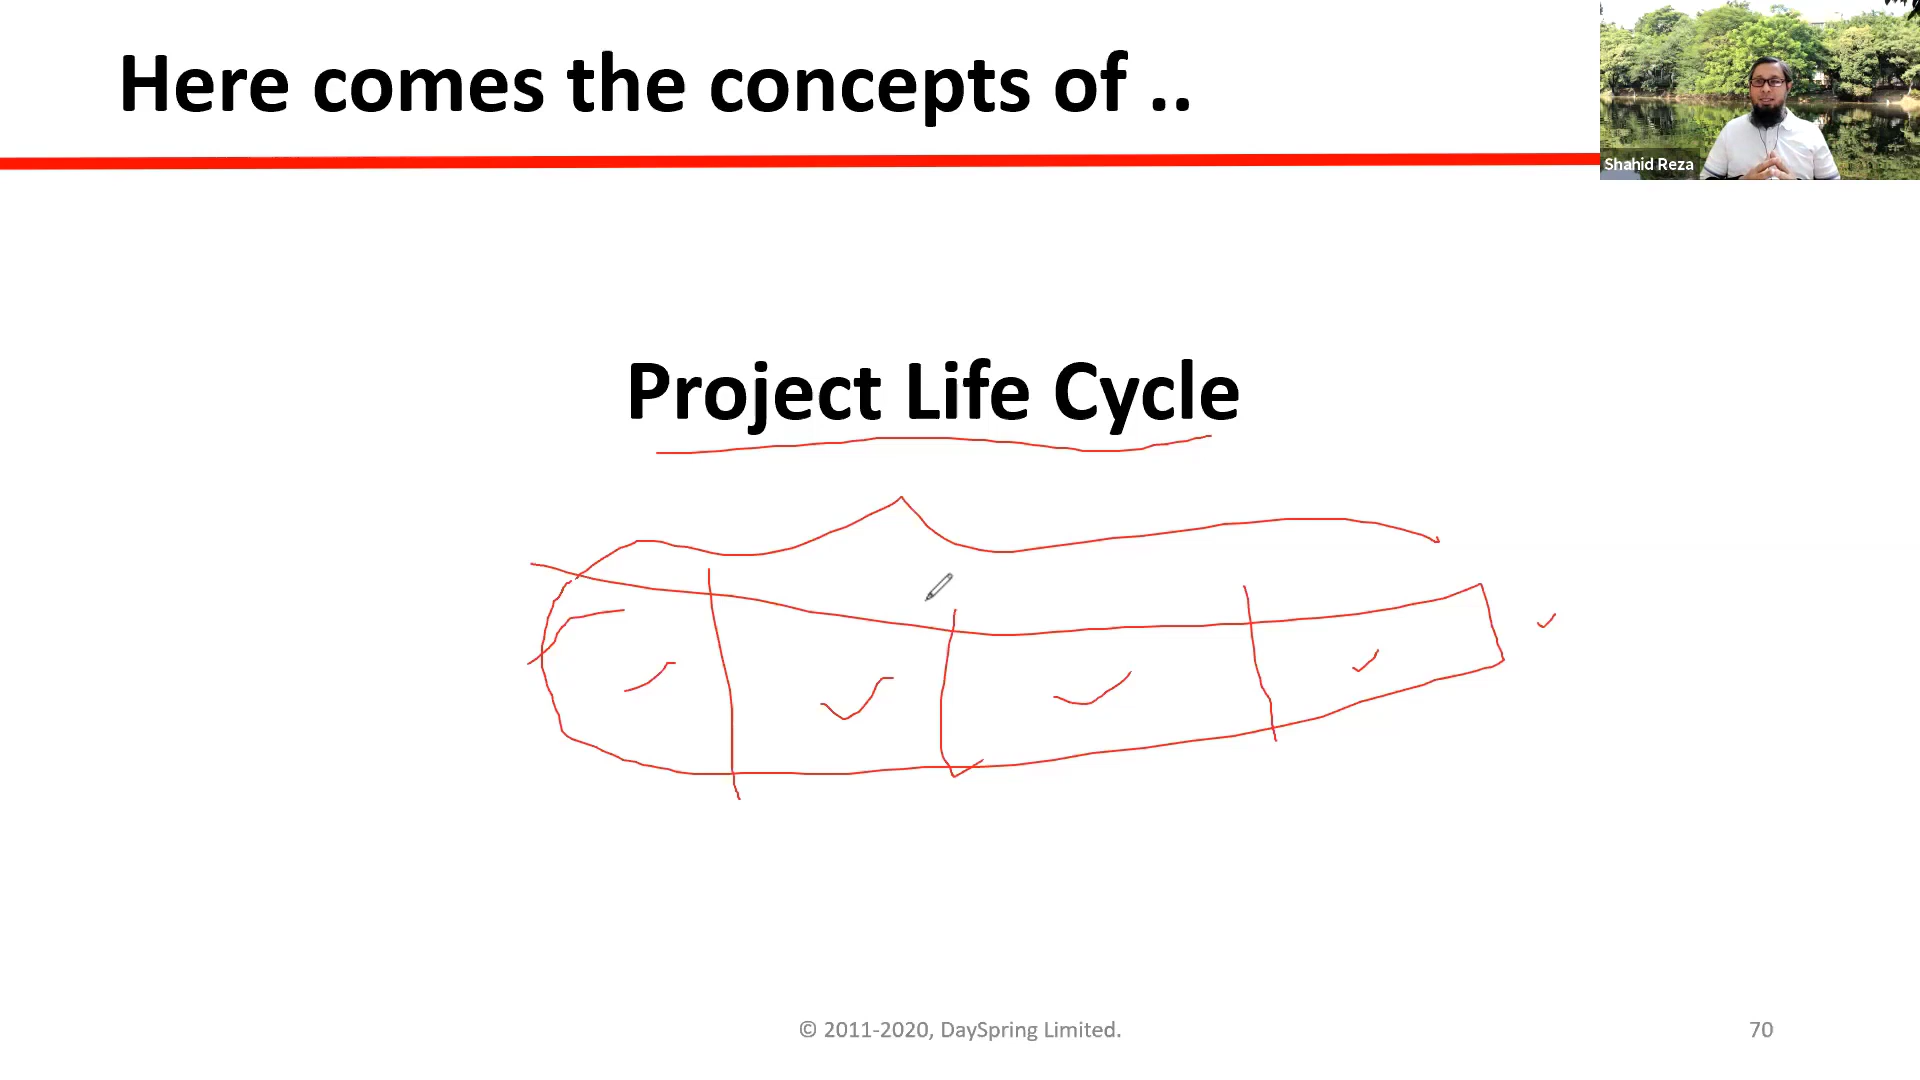 Here comes the concepts of ..
Shahid Reza
Project Life Cycle
© 2011-2020, DaySpring Limited.
70